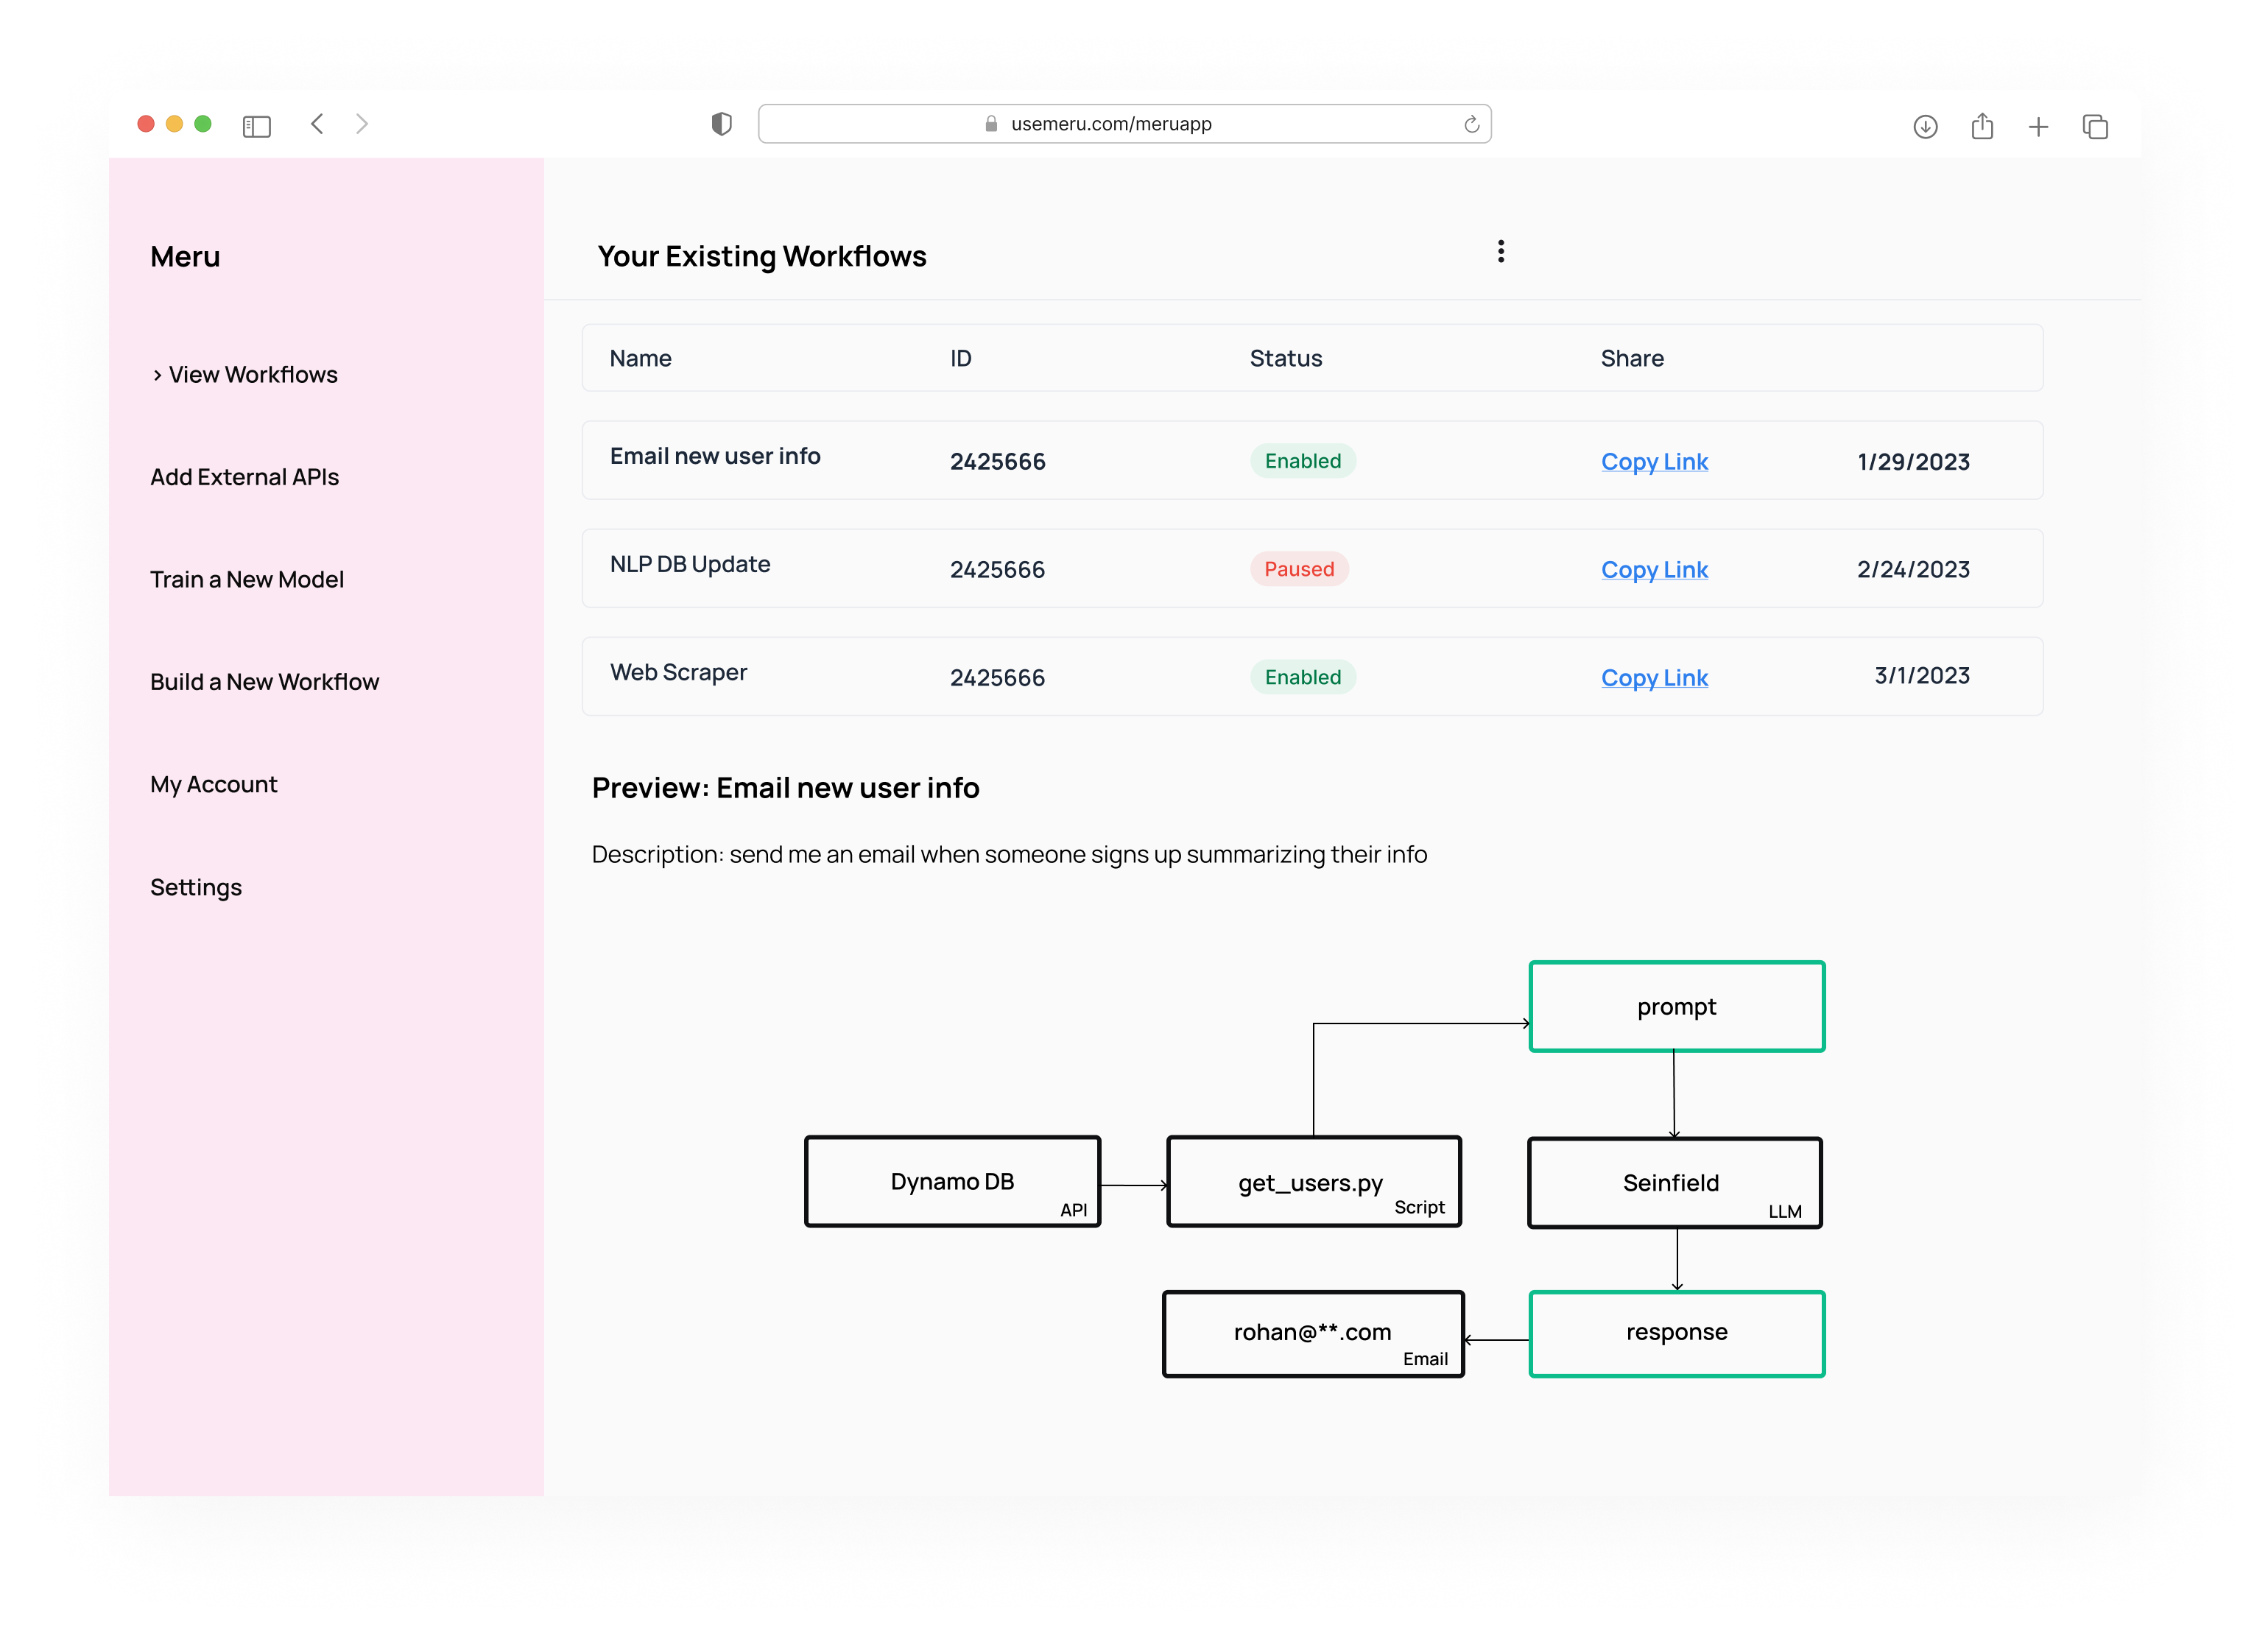 usemeru.com/meruapp
Meru
> View Workflows
Add External APIs
Train a New Model
Build a New Workflow
My Account
Settings
Your Existing Workflows
Name ID Status Share
Email new user info 2425666 Enabled Copy Link 1/29/2023
NLP DB Update 2425666 Paused Copy Link 2/24/2023
Web Scraper 2425666 Enabled Copy Link 3/1/2023
Preview: Email new user info
Description: send me an email when someone signs up summarizing their info
prompt
Dynamo DB
API
get_users.py
Script
Seinfield
LLM
rohan@**.com
Email
response